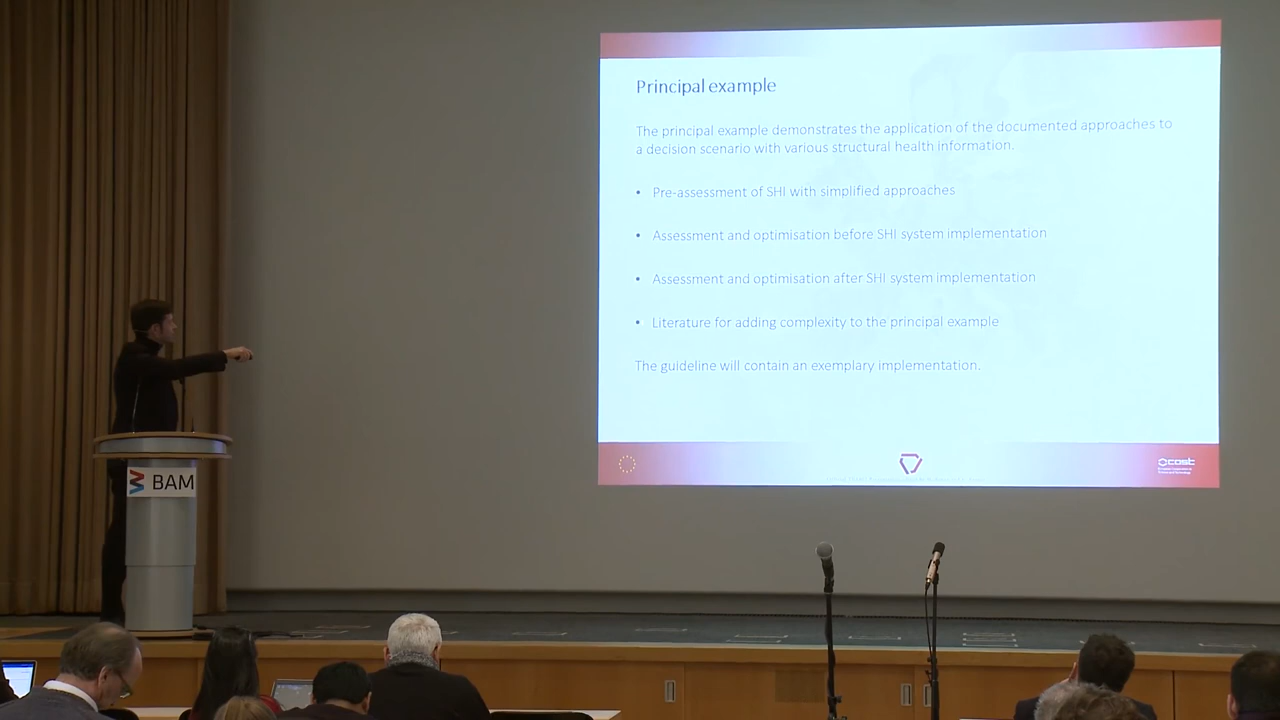 Principal example
The principal example demonstrates the application of the documented approaches to
a decision scenario with various structural health information.
• Pre-assessment of SHI with simplified approaches
• Assessment and optimisation before SHI system implementation
• Assessment and optimisation after SHI system implementation
• Literature for adding complexity to the principal example
The guideline will contain an exemplary implementation.
cost
BAM